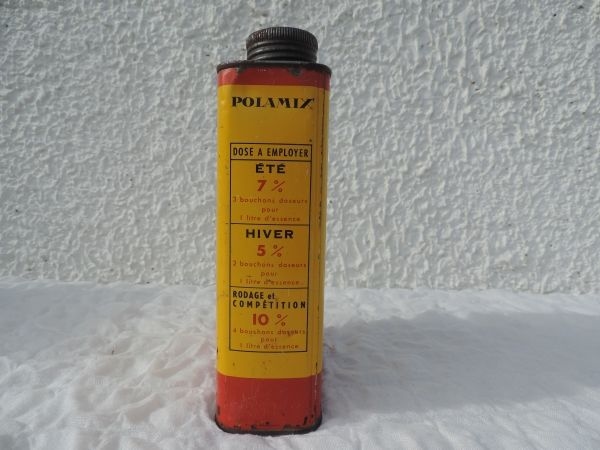 POLAMIX
DOSE A EMPLOYER
ÉTÉ
7 %
3 bouchons doseurs
pour
1 litre d'essence
HIVER
5 %
2 bouchons doseurs
pour
1 litre d'essence
RODAGE et
COMPÉTITION
10 %
4 bouchons doseurs
pour
1 litre d'essence